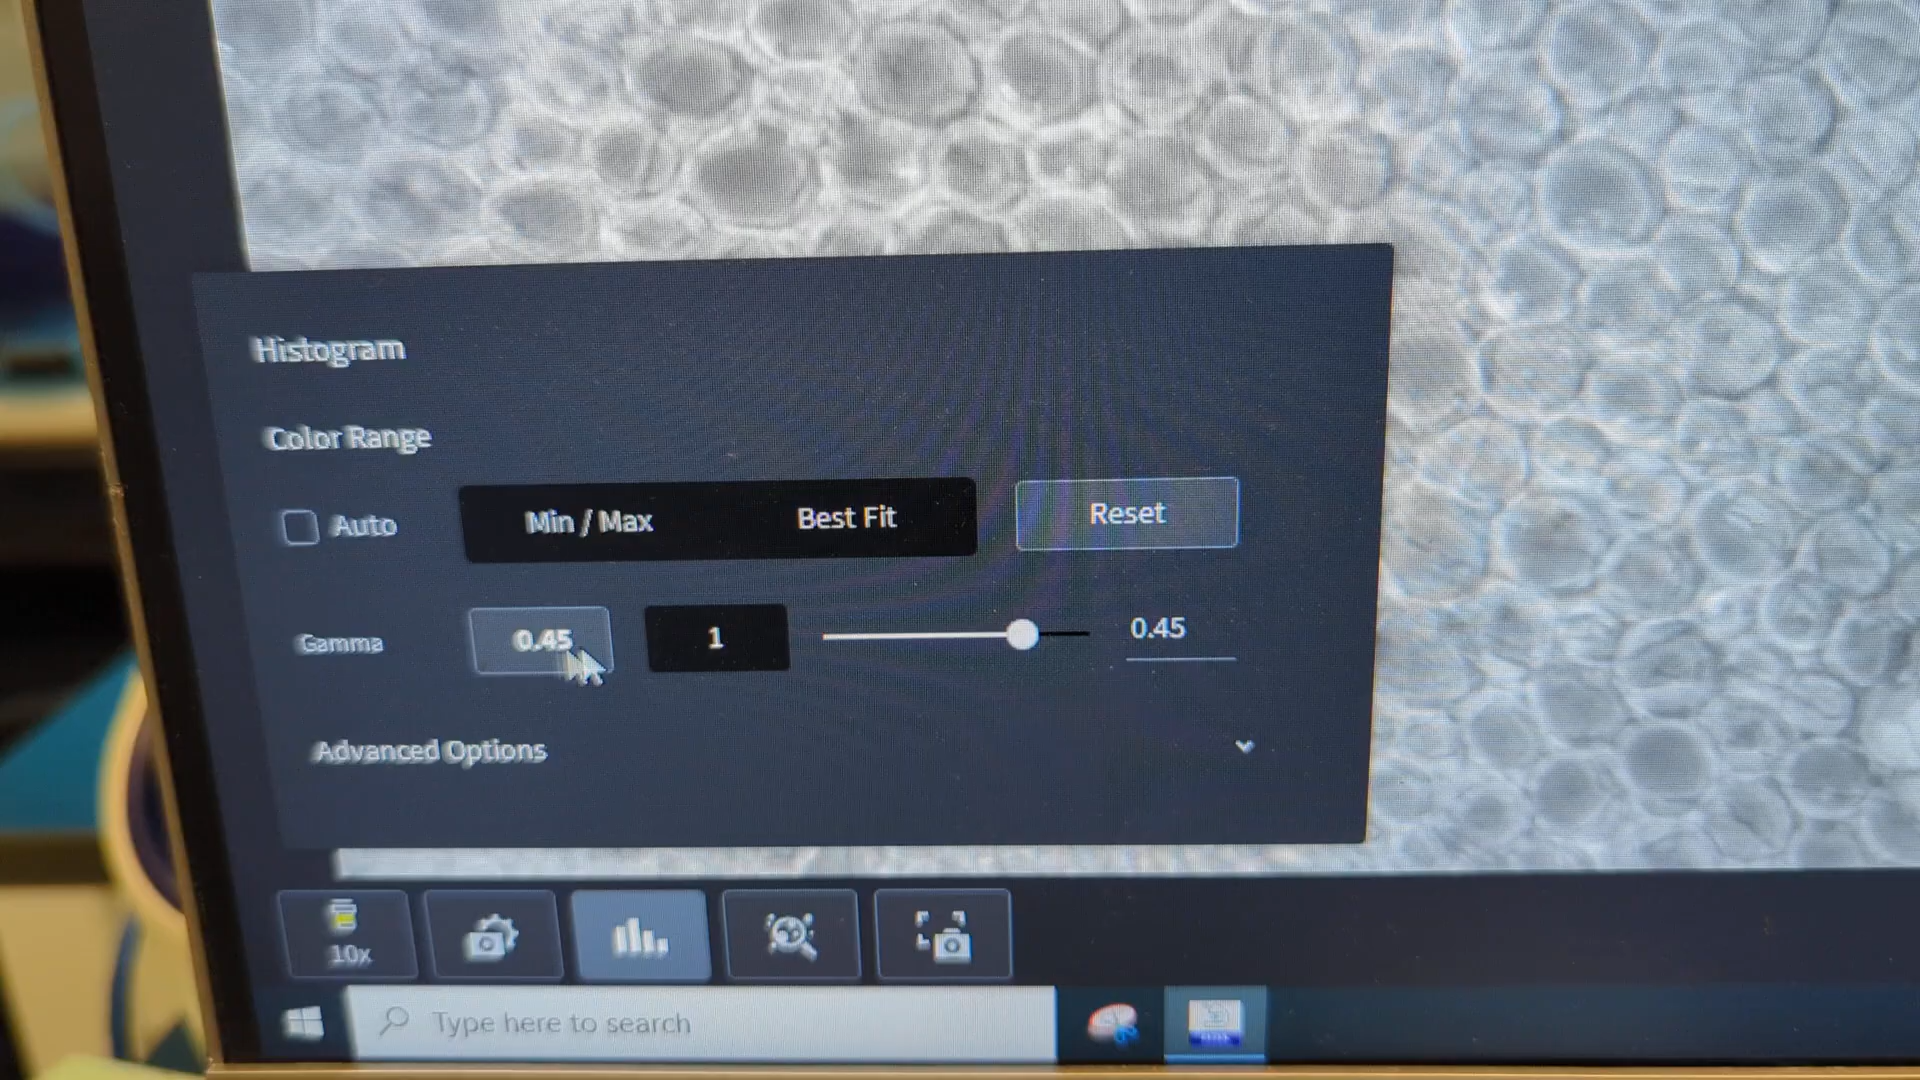 Histogram
Color Range
Auto Min / Max Best Fit Reset
Gamma 0.45 1 0.45
Advanced Options
10x
Type here to search